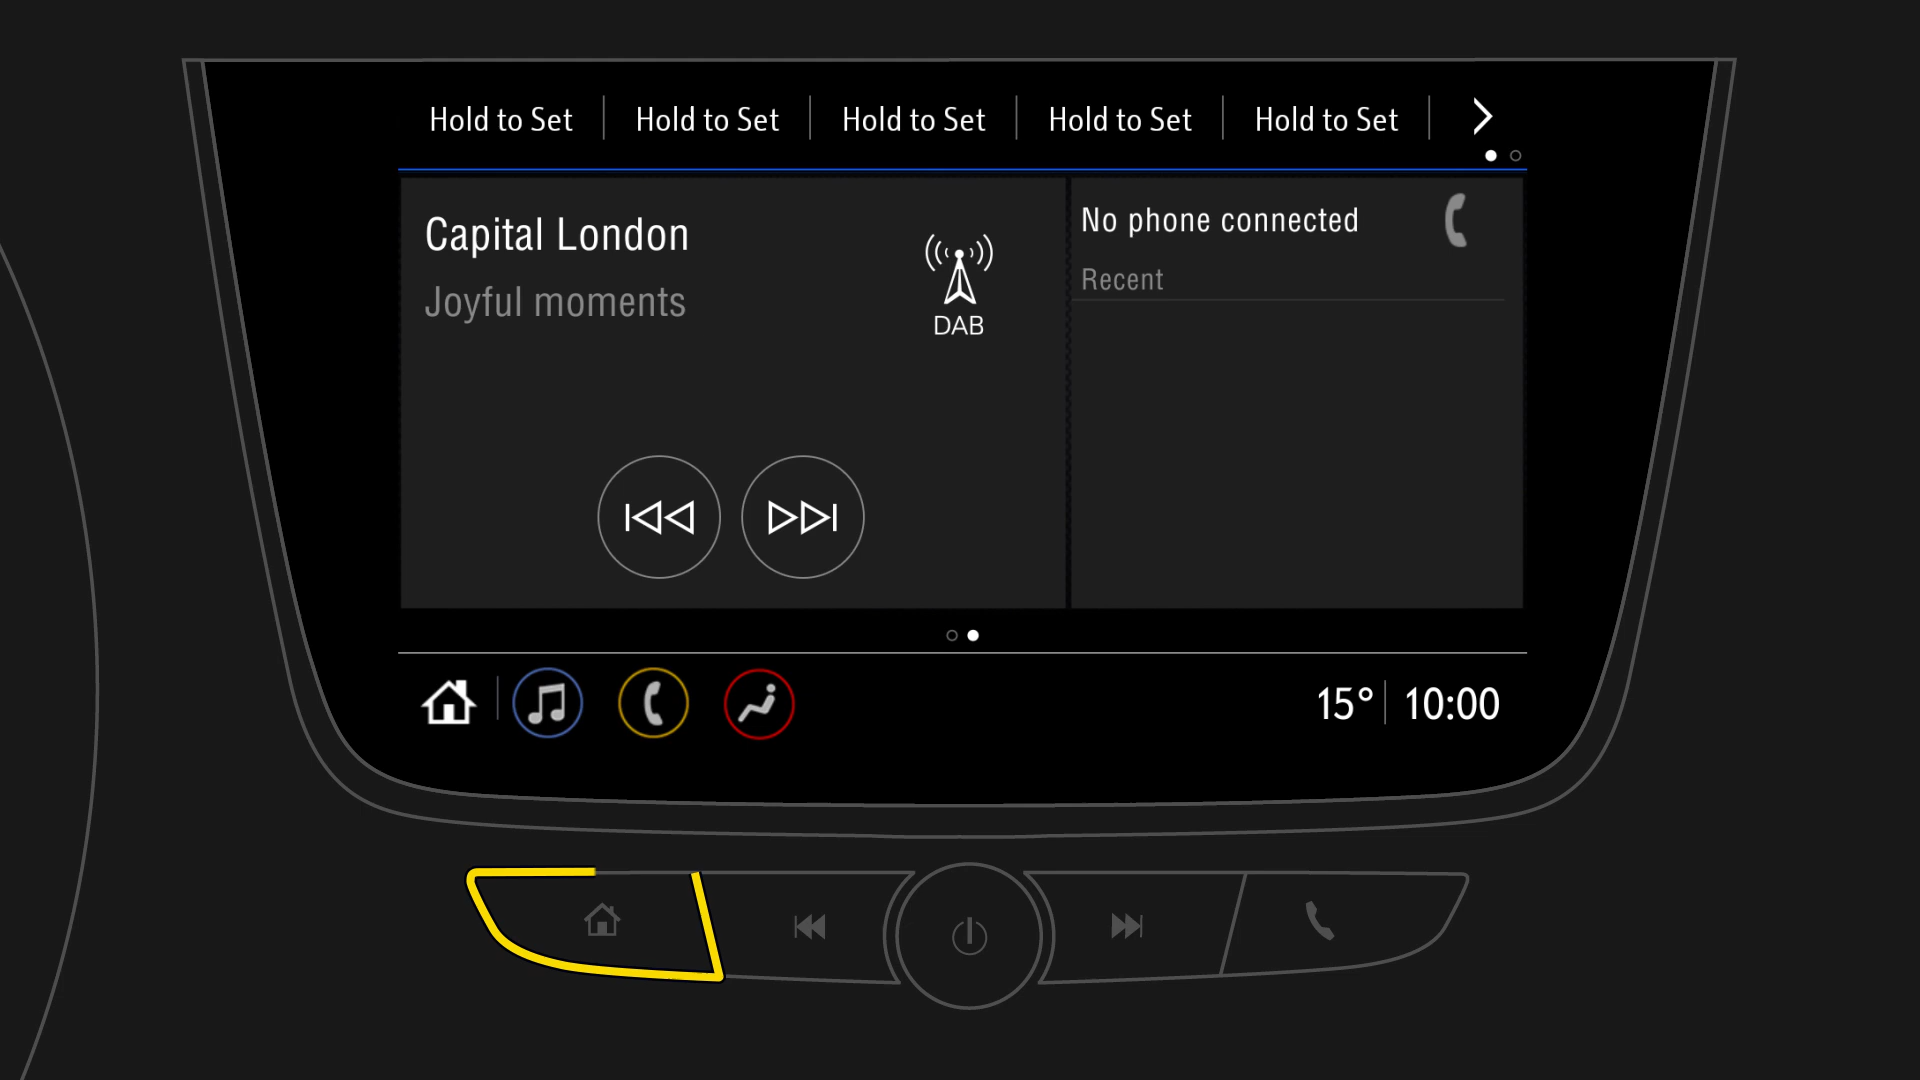 Hold to Set Hold to Set Hold to Set Hold to Set Hold to Set
Capital London
Joyful moments
DAB
No phone connected
Recent
15° 10:00